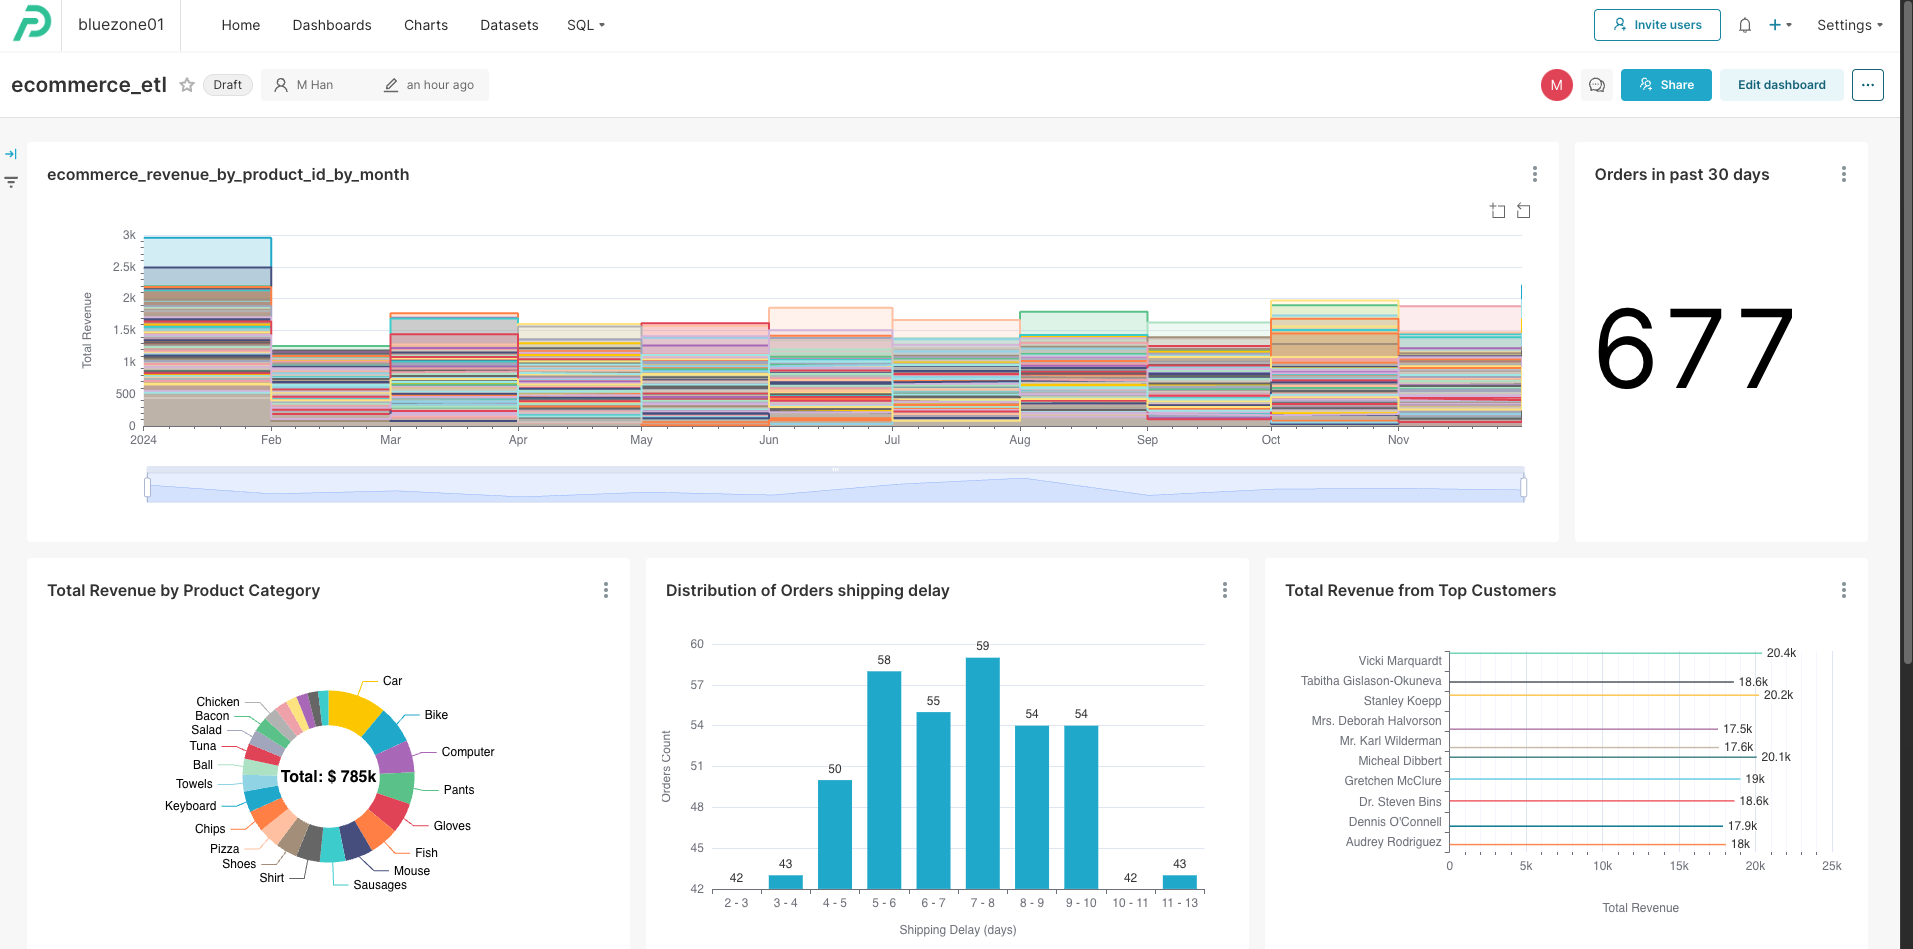 bluezone01
Home
Dashboards
Charts
Datasets
SQL
Invite users
Settings
ecommerce_etl
Draft
M Han
an hour ago
M
Share
Edit dashboard
ecommerce_revenue_by_product_id_by_month
Total Revenue
3k
2.5k
2k
1.5k
1k
500
0
2024 Feb Mar Apr May Jun Jul Aug Sep Oct Nov
Orders in past 30 days
677
Total Revenue by Product Category
Car
Bike
Computer
Pants
Gloves
Fish
Mouse
Sausages
Shirt
Shoes
Pizza
Chips
Keyboard
Towels
Ball
Tuna
Salad
Bacon
Chicken
Total: $ 785k
Distribution of Orders shipping delay
Orders Count
60
57
54
51
48
45
42
42 43 50 58 55 59 54 54 42 43
2 - 3 3 - 4 4 - 5 5 - 6 6 - 7 7 - 8 8 - 9 9 - 10 10 - 11 11 - 13
Shipping Delay (days)
Total Revenue from Top Customers
Vicki Marquardt
Tabitha Gislason-Okuneva
Stanley Koepp
Mrs. Deborah Halvorson
Mr. Karl Wilderman
Micheal Dibbert
Gretchen McClure
Dr. Steven Bins
Dennis O'Connell
Audrey Rodriguez
20.4k
18.6k
20.2k
17.5k
17.6k
20.1k
19k
18.6k
17.9k
18k
0 5k 10k 15k 20k 25k
Total Revenue